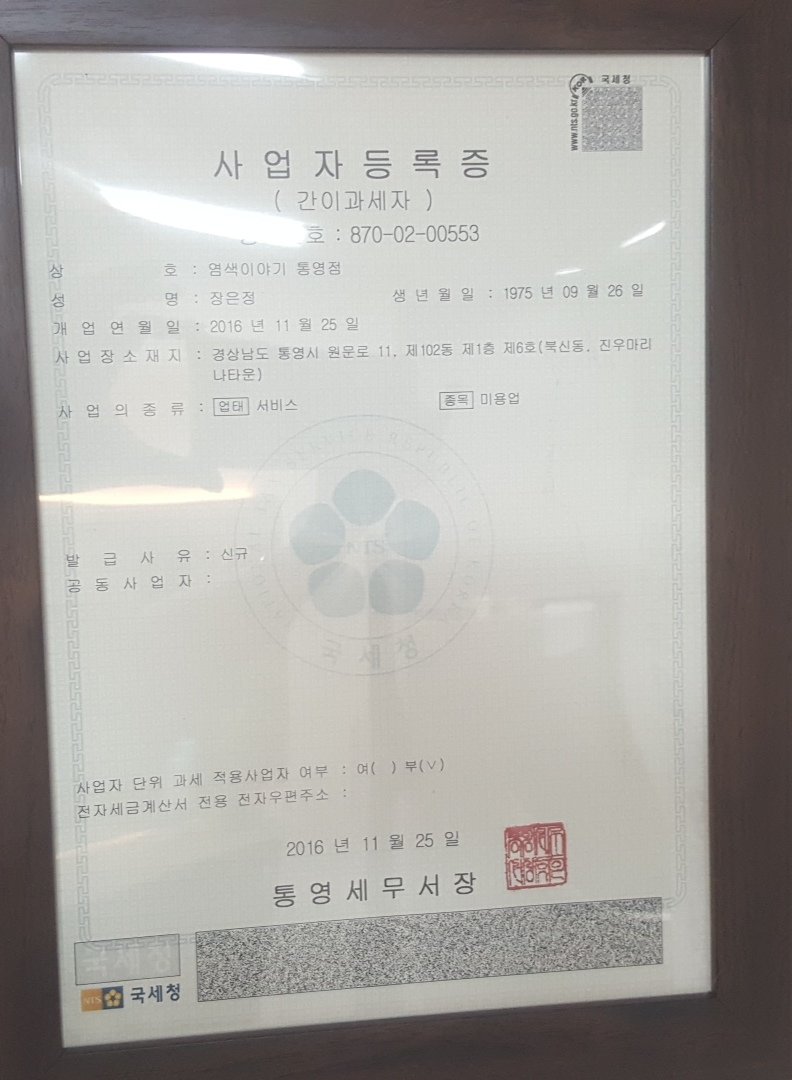 국세청
www.nts.go.kr
사업자등록증
( 간이과세자 )
호 : 870-02-00553
상 호 : 염색이야기 통영점
성 명 : 장은정 생 년 월 일 : 1975 년 09 월 26 일
개 업 연 월 일 : 2016 년 11 월 25 일
사 업 장 소 재 지 : 경상남도 통영시 원문로 11, 제102동 제1층 제6호(북신동, 진우마리
나타운)
사 업 의 종 류 : 업태 서비스 종목 미용업
NTS
국세청
발 급 사 유 : 신규
공 동 사 업 자 :
사업자 단위 과세 적용사업자 여부 : 여( ) 부(∨)
전자세금계산서 전용 전자우편주소 :
2016 년 11 월 25 일
통영세무서장
국세청
NTS 국세청